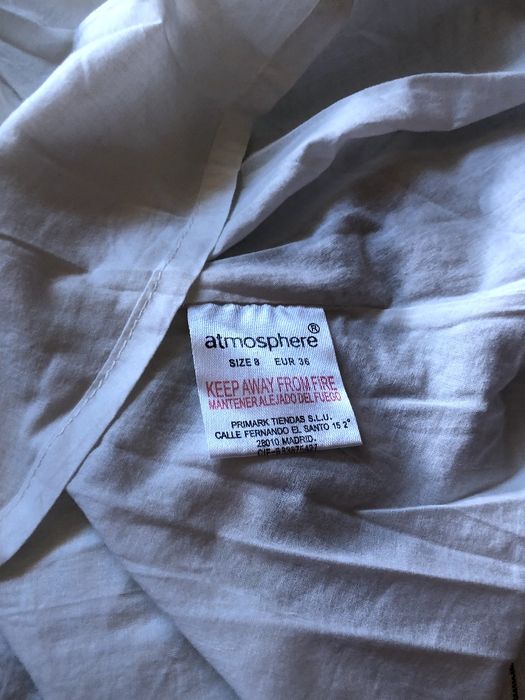 atmosphere®
SIZE 8 EUR 36
KEEP AWAY FROM FIRE
MANTENER ALEJADO DEL FUEGO
PRIMARK TIENDAS S.L.U.
CALLE FERNANDO EL SANTO 15 2°
28010 MADRID.